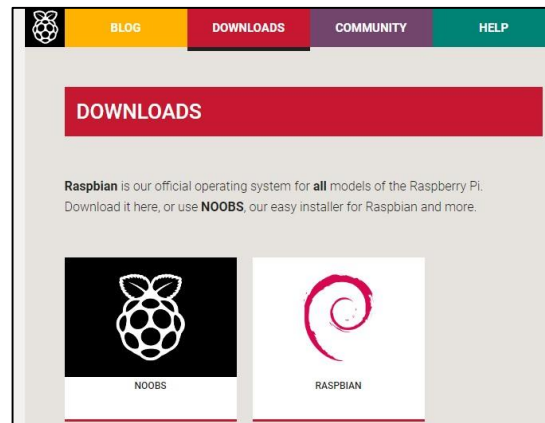 BLOG DOWNLOADS COMMUNITY HELP
DOWNLOADS
Raspbian is our official operating system for all models of the Raspberry Pi.
Download it here, or use NOOBS, our easy installer for Raspbian and more.
NOOBS RASPBIAN